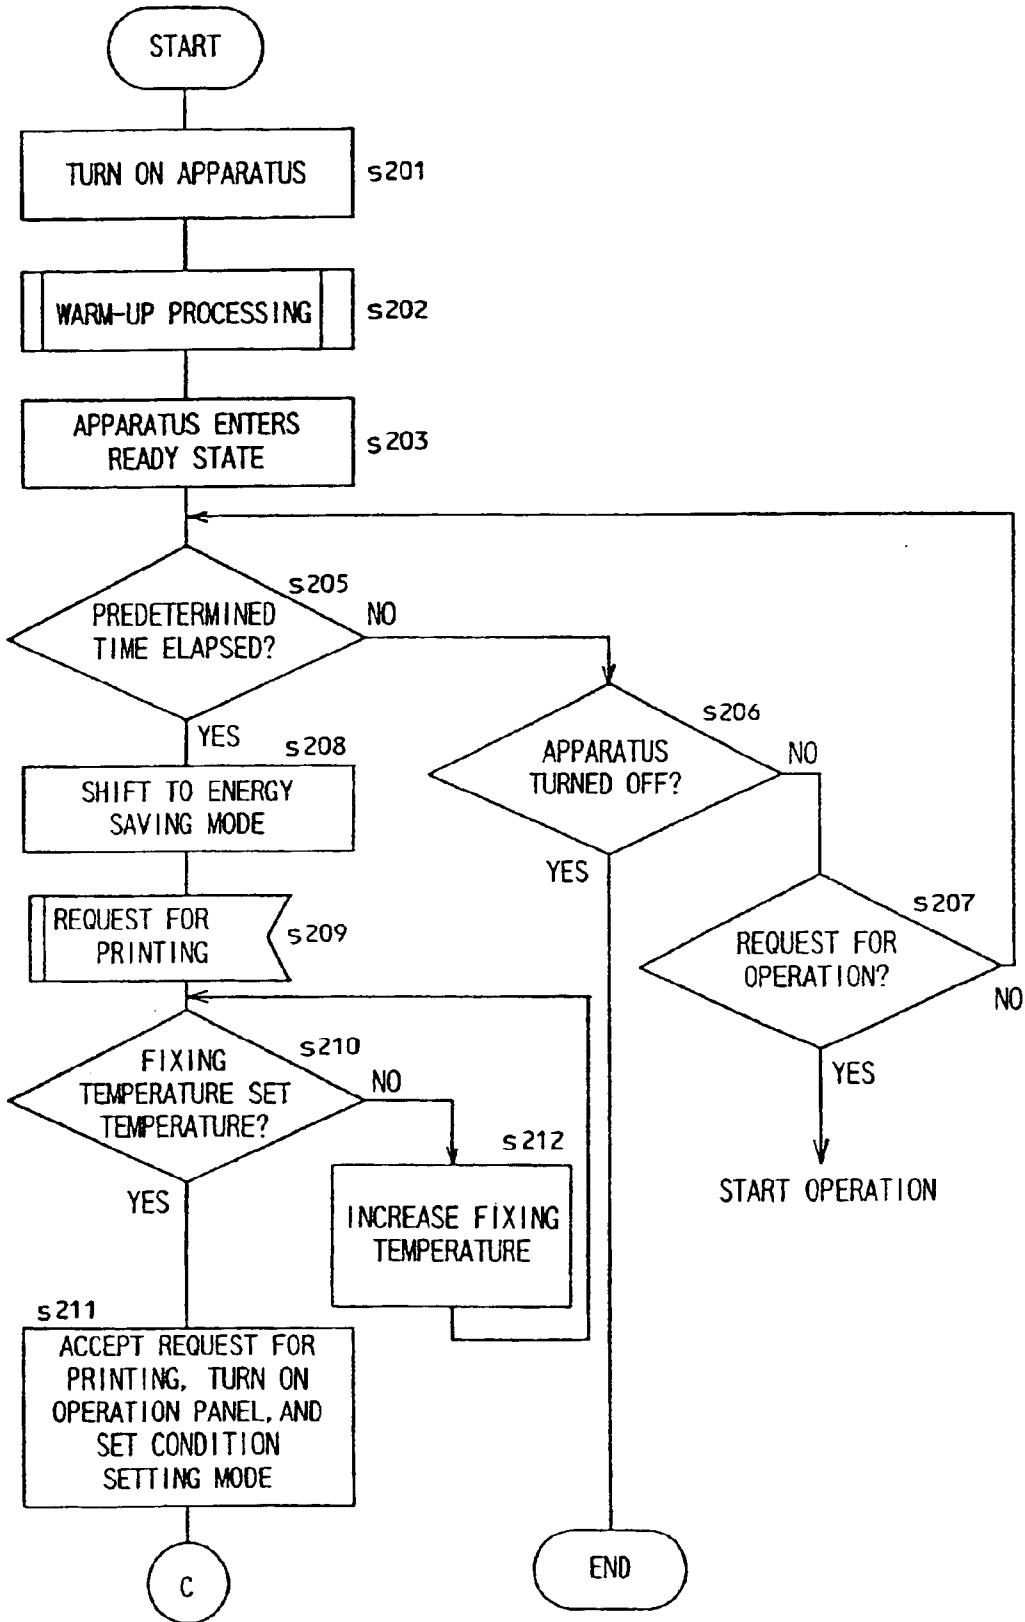 START
TURN ON APPARATUS
s201
WARM-UP PROCESSING
s202
APPARATUS ENTERS
READY STATE
s203
s205
PREDETERMINED
TIME ELAPSED?
NO
YES
s206
APPARATUS
TURNED OFF?
NO
YES
s208
SHIFT TO ENERGY
SAVING MODE
s207
REQUEST FOR
OPERATION?
NO
YES
START OPERATION
REQUEST FOR
PRINTING
s209
s210
FIXING
TEMPERATURE SET
TEMPERATURE?
NO
YES
s212
INCREASE FIXING
TEMPERATURE
s211
ACCEPT REQUEST FOR
PRINTING, TURN ON
OPERATION PANEL, AND
SET CONDITION
SETTING MODE
C
END